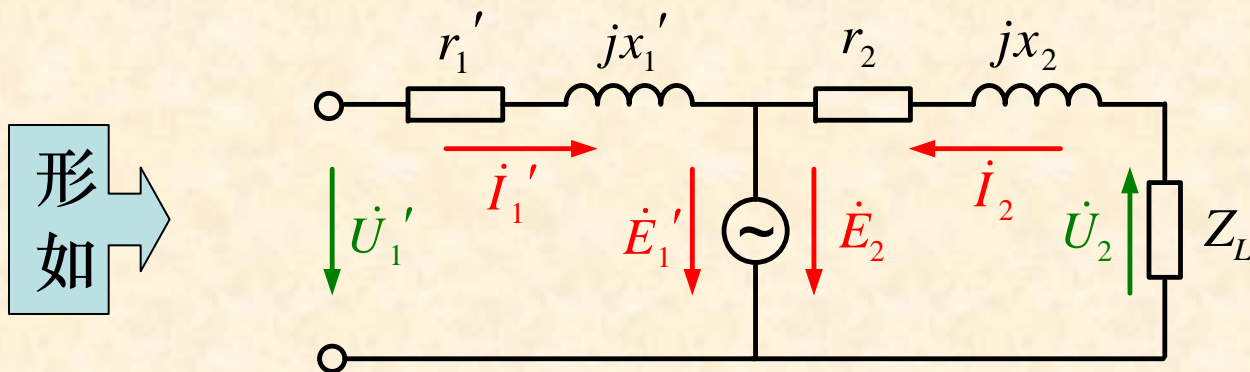 形
如
r₁′
jx₁′
r₂
jx₂
İ₁′
İ₂
U̇₁′
Ė₁′
~
Ė₂
U̇₂
Z_L